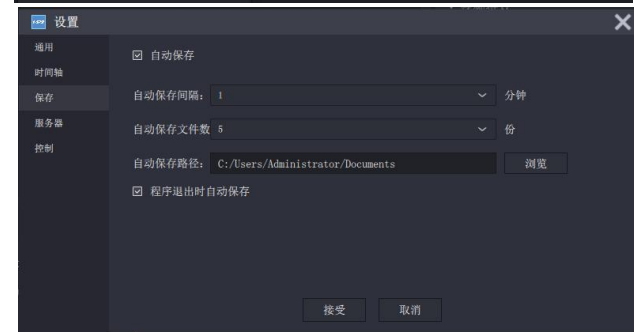 设置
通用
时间轴
保存
服务器
控制
自动保存
自动保存间隔： 1 分钟
自动保存文件数 5 份
自动保存路径： C:/Users/Administrator/Documents 浏览
程序退出时自动保存
接受 取消